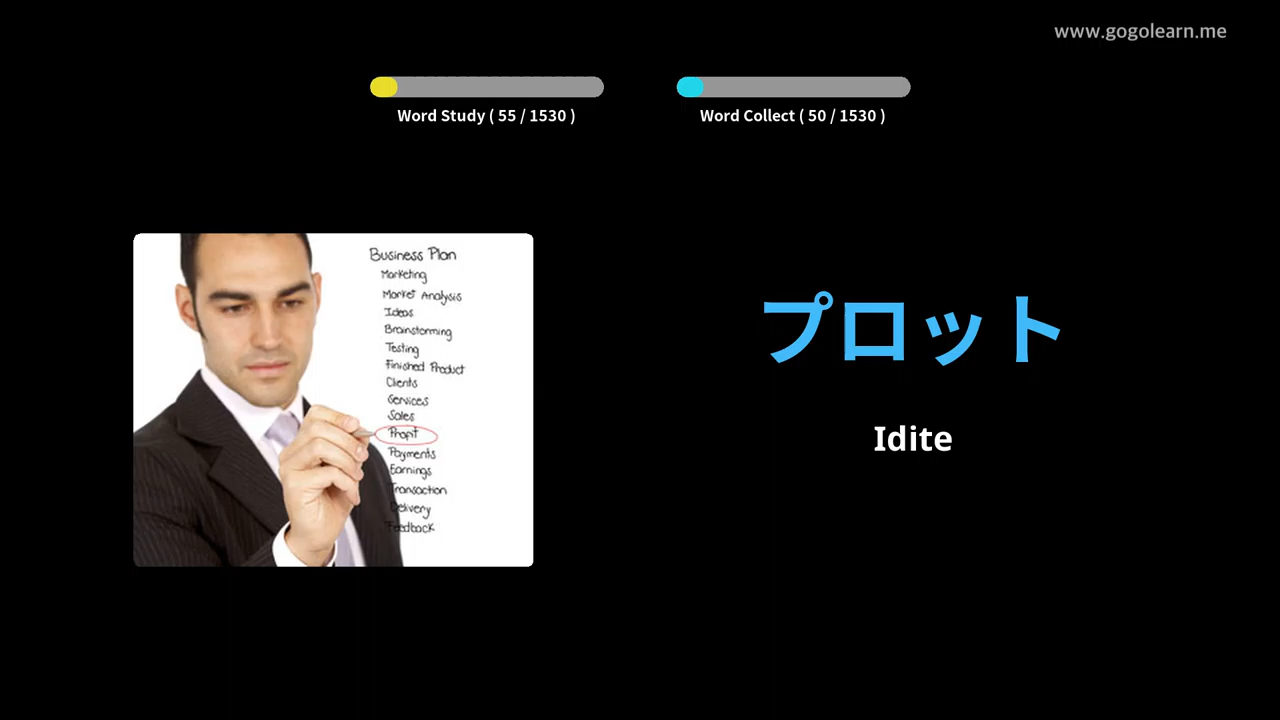 www.gogolearn.me
Word Study ( 55 / 1530 )
Word Collect ( 50 / 1530 )
Business Plan
Marketing
Market Analysis
Ideas
Brainstorming
Testing
Finished Product
Clients
Services
Sales
Profit
Payments
Earnings
Transaction
Delivery
Feedback
プロット
Idite